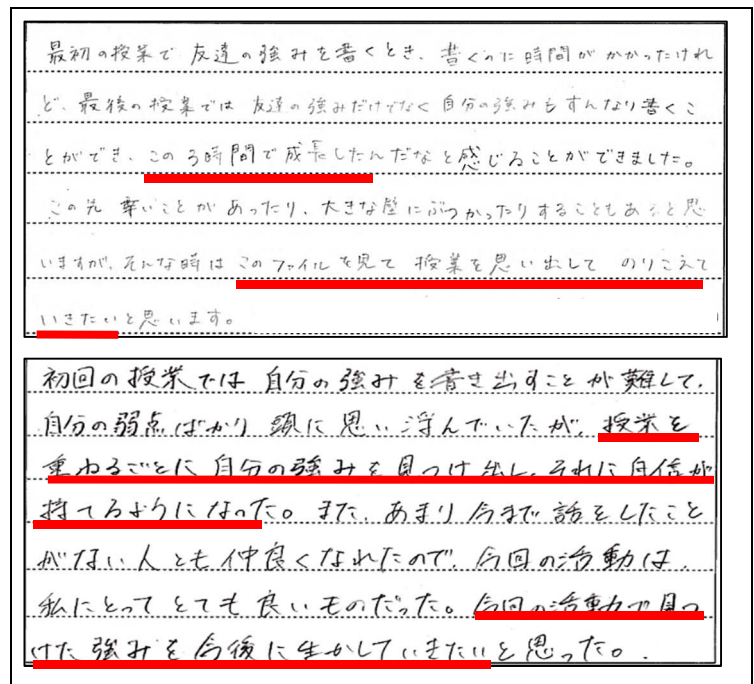 最初の授業で 友達の強みを書くとき、書くのに時間がかかったけれ
ど、最後の授業では 友達の強みだけでなく 自分の強みもすんなり書くこ
とができ、この3時間で成長したんだなと感じることができました。
この先 辛いことがあったり、大きな壁にぶつかったりすることもあると思
いますが、そんな時は このファイルを見て 授業を思い出して のりこえて
いきたいと思います。
初回の授業では 自分の強みを書き出すことが難しくて、
自分の弱点ばかり 頭に思い浮んでいたが、授業を
重ねるごとに自分の強みを見つけ出し、それに自信が
持てるようになった。また、あまり今まで話をしたこと
がない人とも仲良くなれたので、今回の活動は、
私にとって とても良いものだった。今回の活動で見つ
けた強みを今後に生かしていきたいと思った。